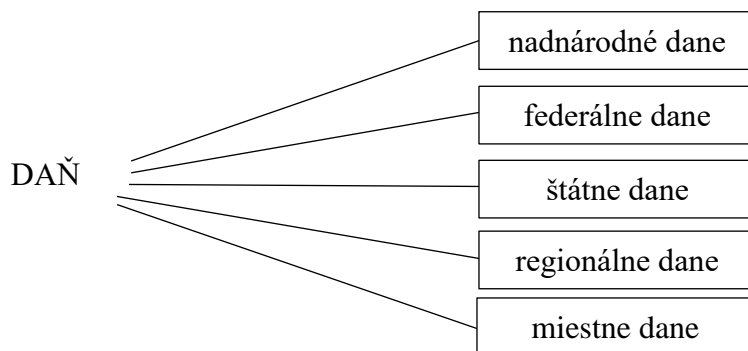 nadnárodné dane
federálne dane
DAŇ
štátne dane
regionálne dane
miestne dane